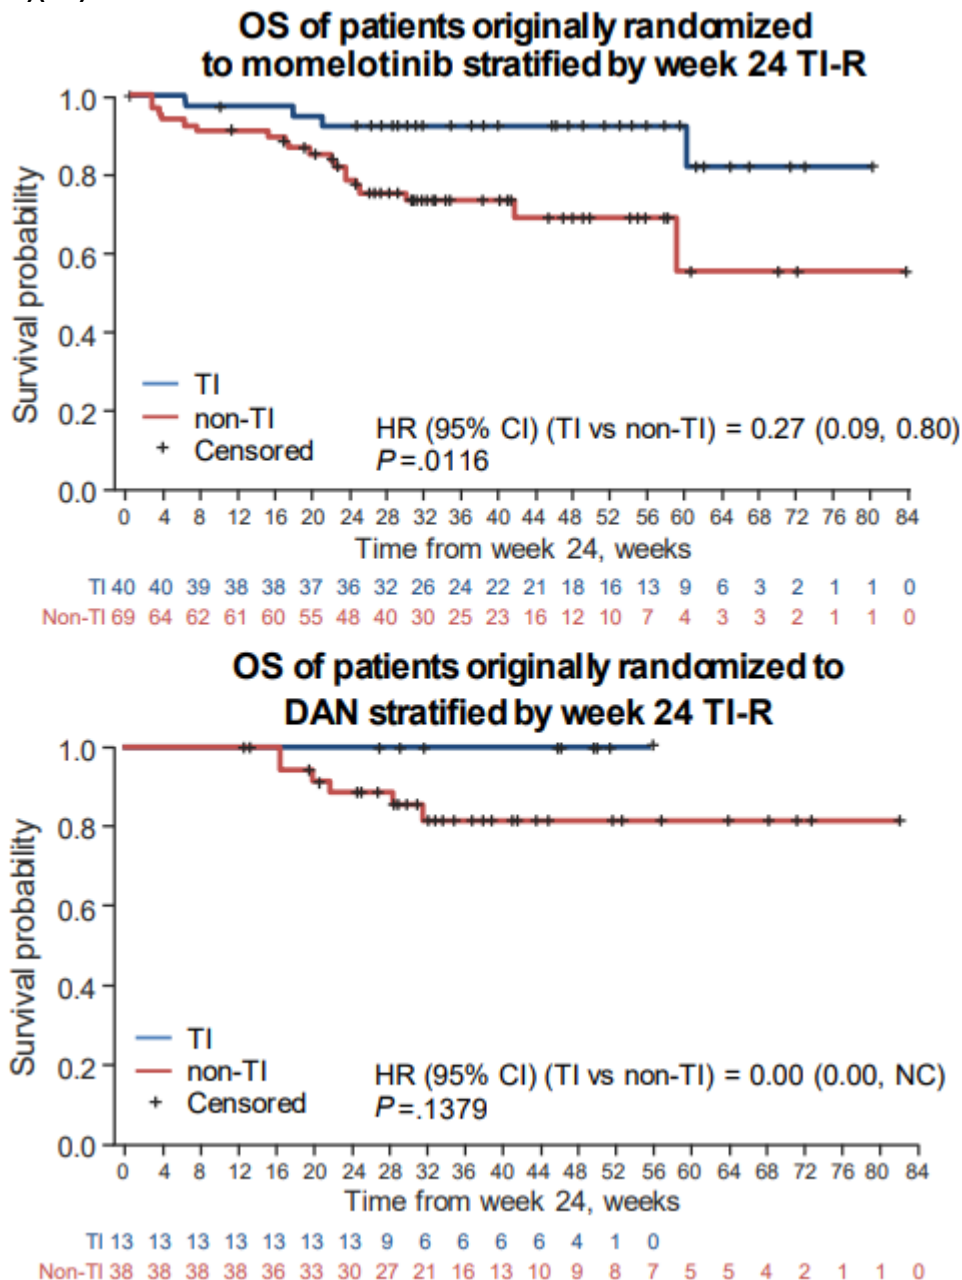 OS of patients originally randomized
to momelotinib stratified by week 24 TI-R
1.0
0.8
0.6
0.4
0.2
0.0
Survival probability
TI
non-TI
Censored
HR (95% CI) (TI vs non-TI) = 0.27 (0.09, 0.80)
P=.0116
0 4 8 12 16 20 24 28 32 36 40 44 48 52 56 60 64 68 72 76 80 84
Time from week 24, weeks
TI 40 40 39 38 38 37 36 32 26 24 22 21 18 16 13 9 6 3 2 1 1 0
Non-TI 69 64 62 61 60 55 48 40 30 25 23 16 12 10 7 4 3 3 2 1 1 0
OS of patients originally randomized to
DAN stratified by week 24 TI-R
1.0
0.8
0.6
0.4
0.2
0.0
Survival probability
TI
non-TI
Censored
HR (95% CI) (TI vs non-TI) = 0.00 (0.00, NC)
P=.1379
0 4 8 12 16 20 24 28 32 36 40 44 48 52 56 60 64 68 72 76 80 84
Time from week 24, weeks
TI 13 13 13 13 13 13 13 9 6 6 6 6 4 1 0
Non-TI 38 38 38 38 36 33 30 27 21 16 13 10 9 8 7 5 5 4 2 1 1 0